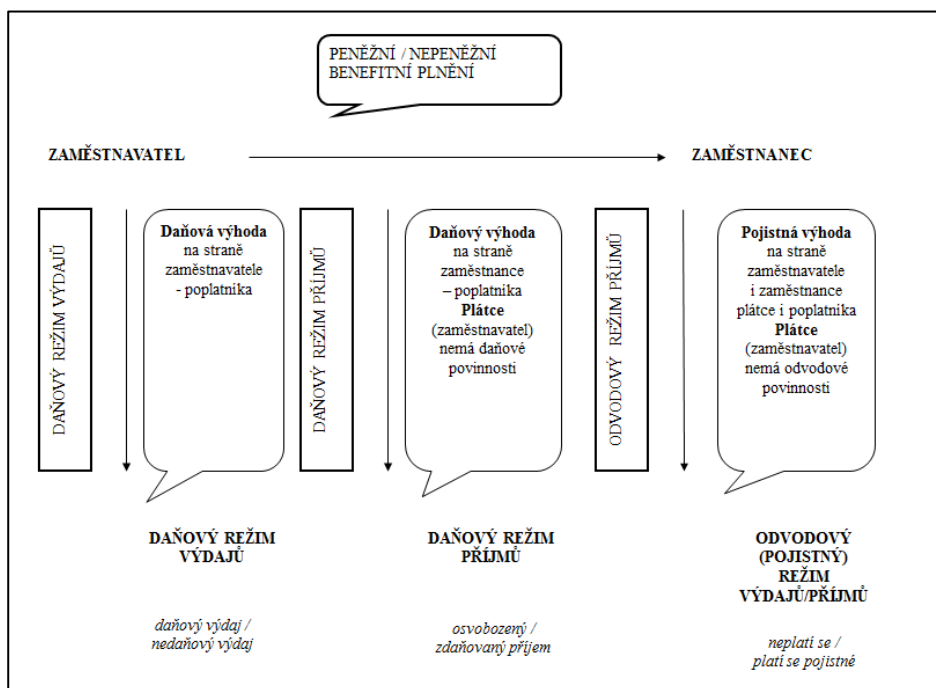 PENĚŽNÍ / NEPENĚŽNÍ
BENEFITNÍ PLNĚNÍ
ZAMĚSTNAVATEL
ZAMĚSTNANEC
DAŇOVÝ REŽIM VÝDAJŮ
Daňová výhoda
na straně
zaměstnavatele
- poplatníka
DAŇOVÝ REŽIM PŘÍJMŮ
Daňový výhoda
na straně
zaměstnance
– poplatníka
Plátce
(zaměstnavatel)
nemá daňové
povinnosti
ODVODOVÝ REŽIM PŘÍJMŮ
Pojistná výhoda
na straně
zaměstnavatele
i zaměstnance
plátce i poplatníka
Plátce
(zaměstnavatel)
nemá odvodové
povinnosti
DAŇOVÝ REŽIM
VÝDAJŮ
DAŇOVÝ REŽIM
PŘÍJMŮ
ODVODOVÝ
(POJISTNÝ)
REŽIM
VÝDAJŮ/PŘÍJMŮ
daňový výdaj /
nedaňový výdaj
osvobozený /
zdaňovaný příjem
neplatí se /
platí se pojistné